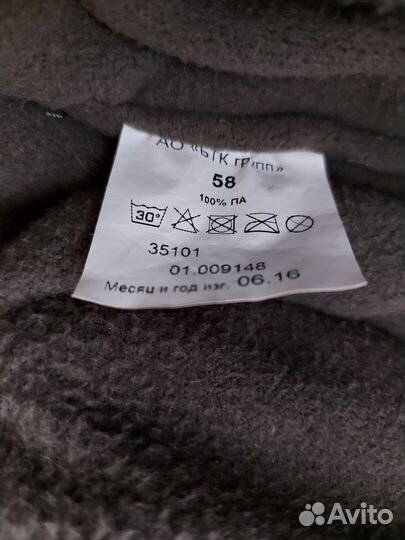 АО «БТК групп»
58
100% ПА
30°
35101
01.009148
Месяц и год изг. 06.16
Avito